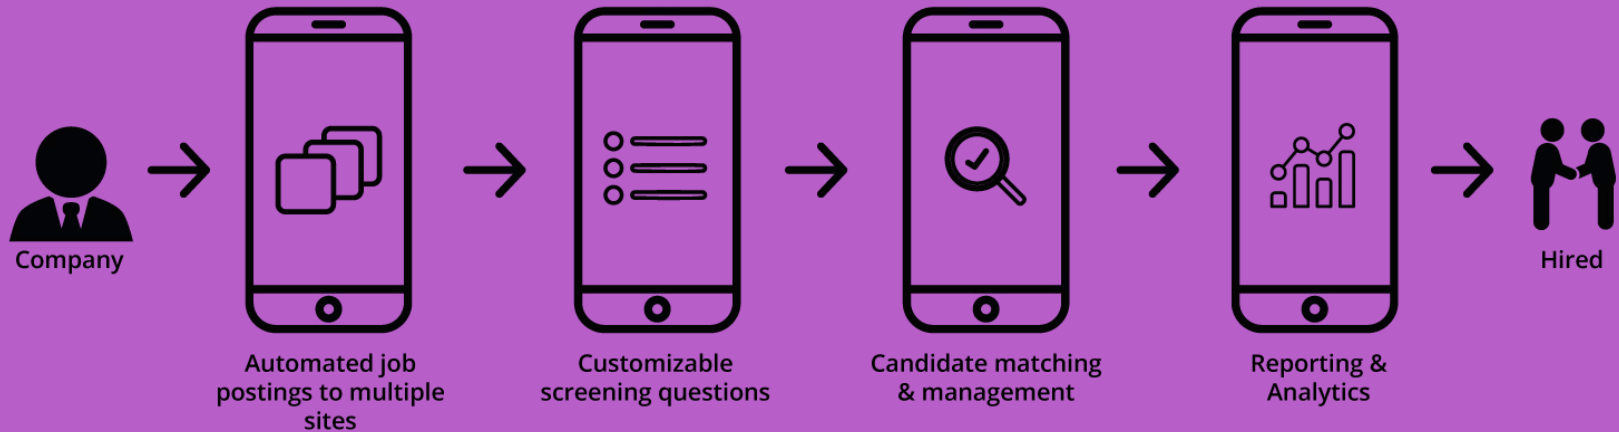 Company
Automated job
postings to multiple
sites
Customizable
screening questions
Candidate matching
& management
Reporting &
Analytics
Hired